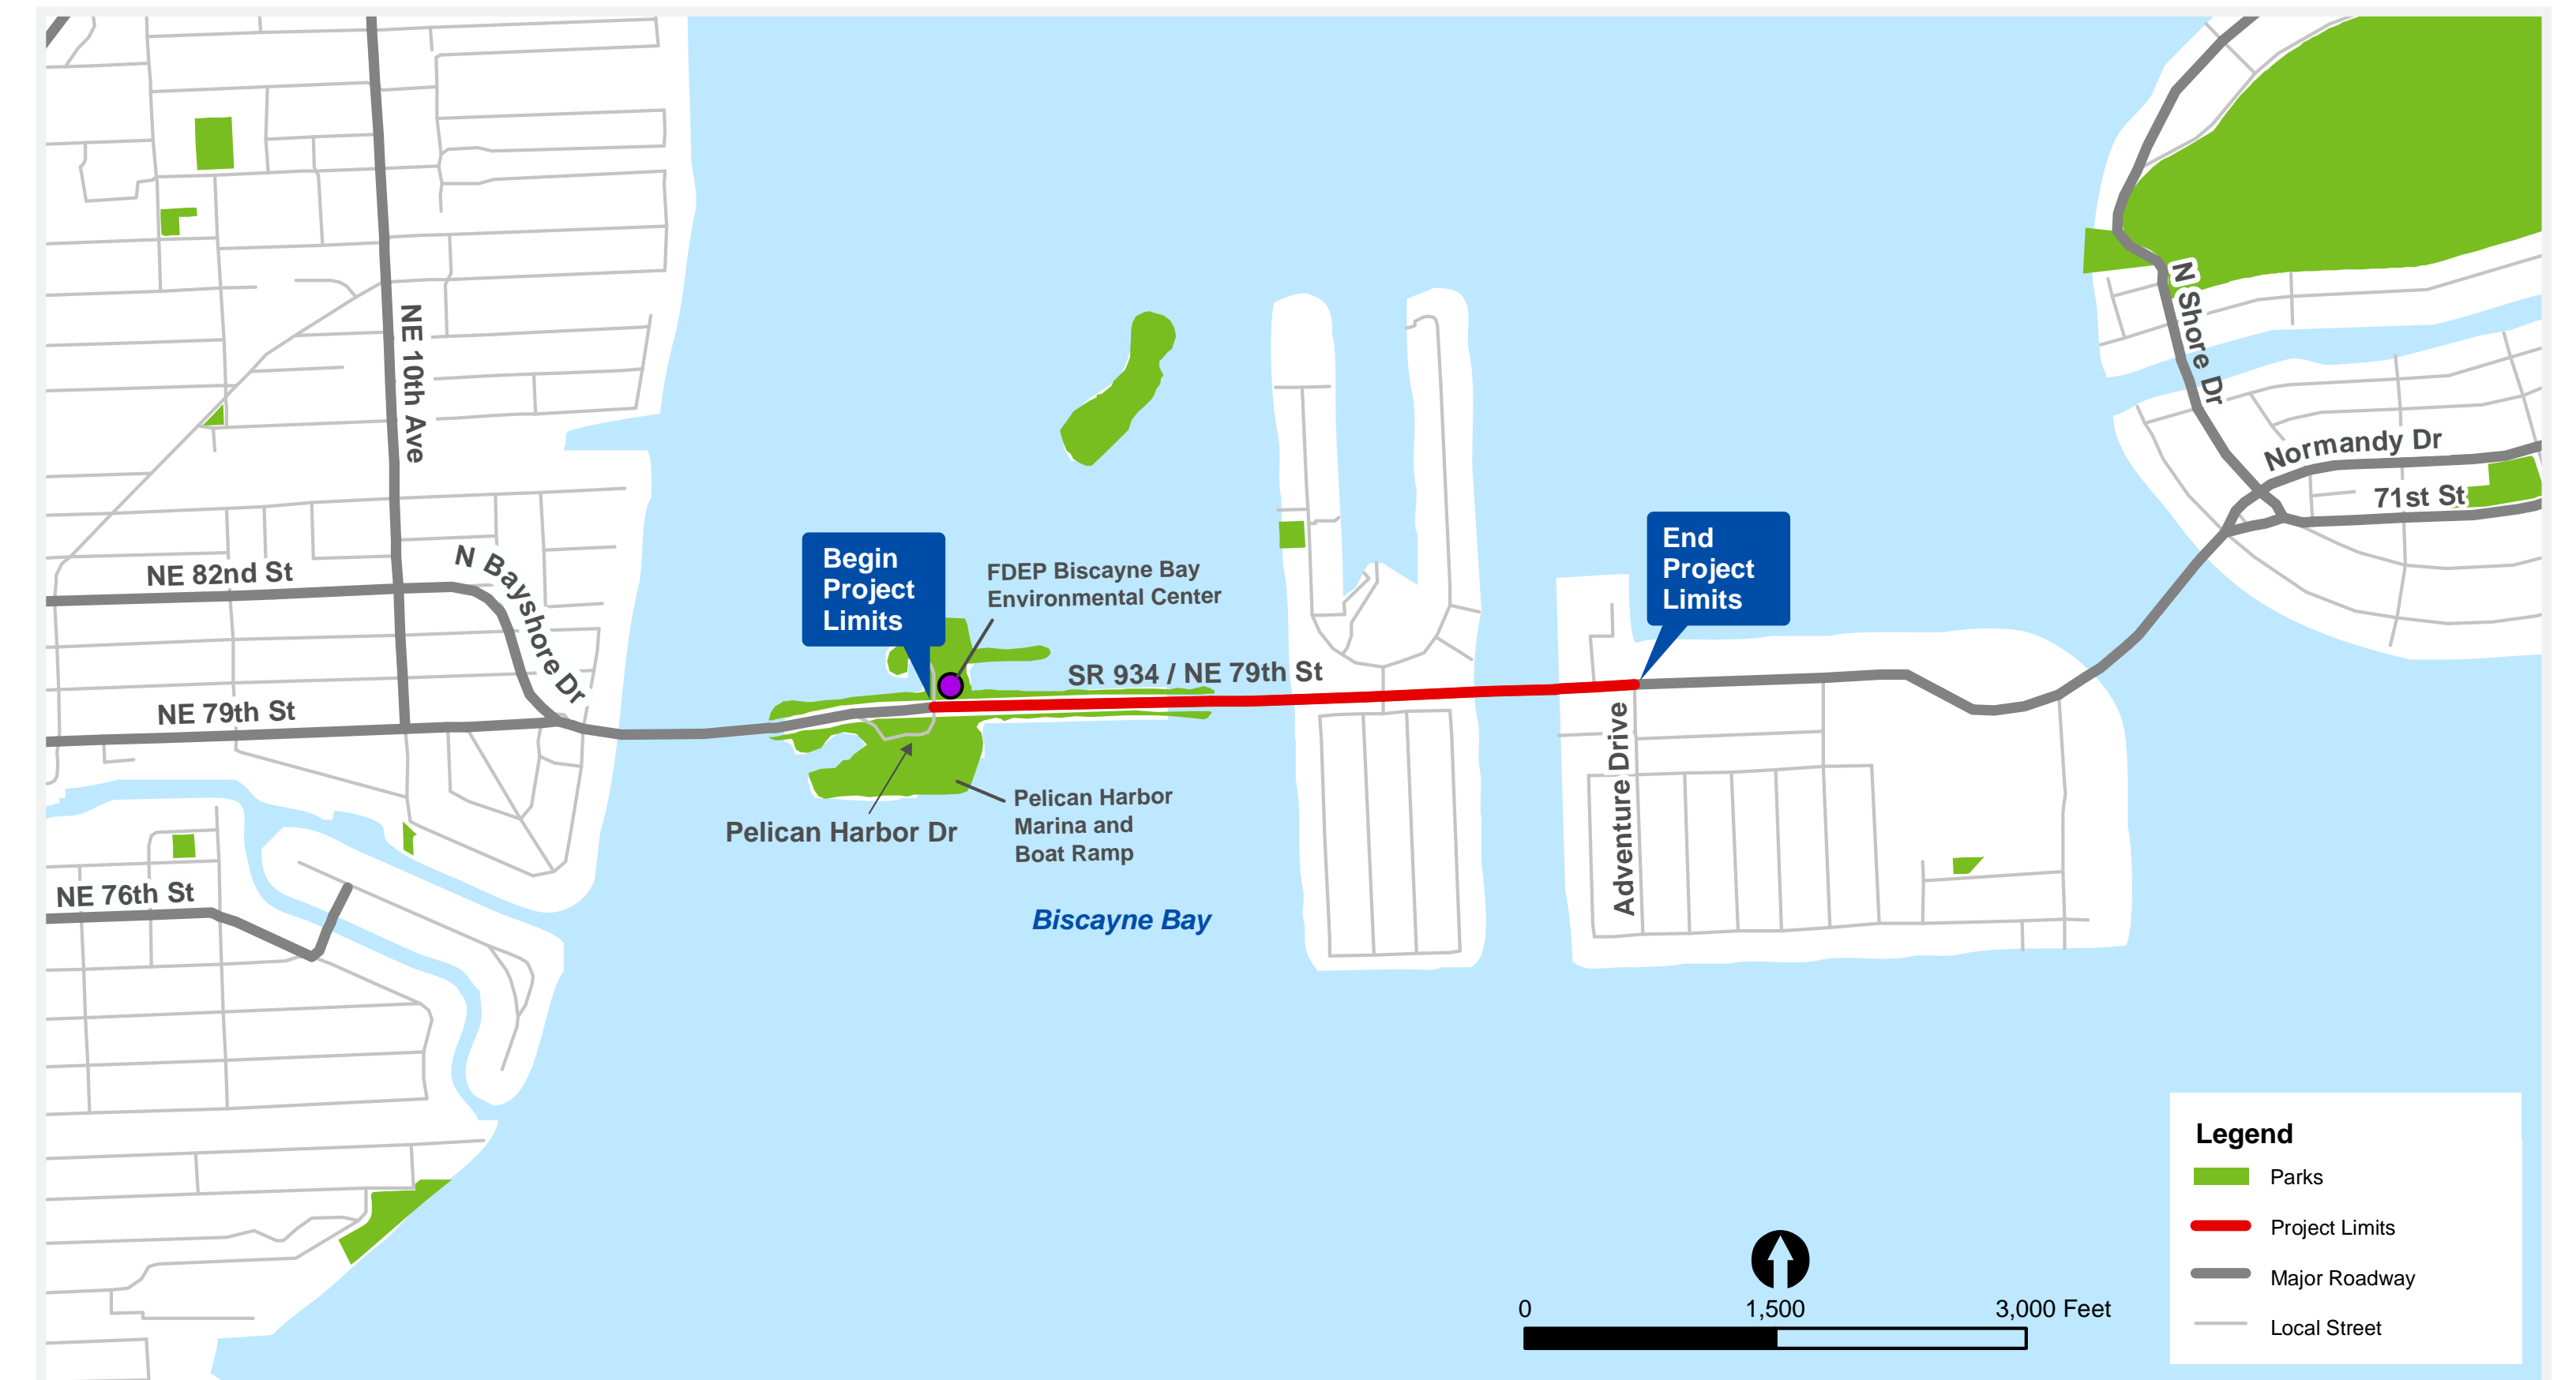 NE 10th Ave
N Shore Dr
Normandy Dr
71st St
NE 82nd St
N Bayshore Dr
Begin
Project
Limits
FDEP Biscayne Bay
Environmental Center
End
Project
Limits
SR 934 / NE 79th St
NE 79th St
Adventure Drive
Pelican Harbor Dr
Pelican Harbor
Marina and
Boat Ramp
NE 76th St
Biscayne Bay
Legend
Parks
Project Limits
Major Roadway
Local Street
0 1,500 3,000 Feet